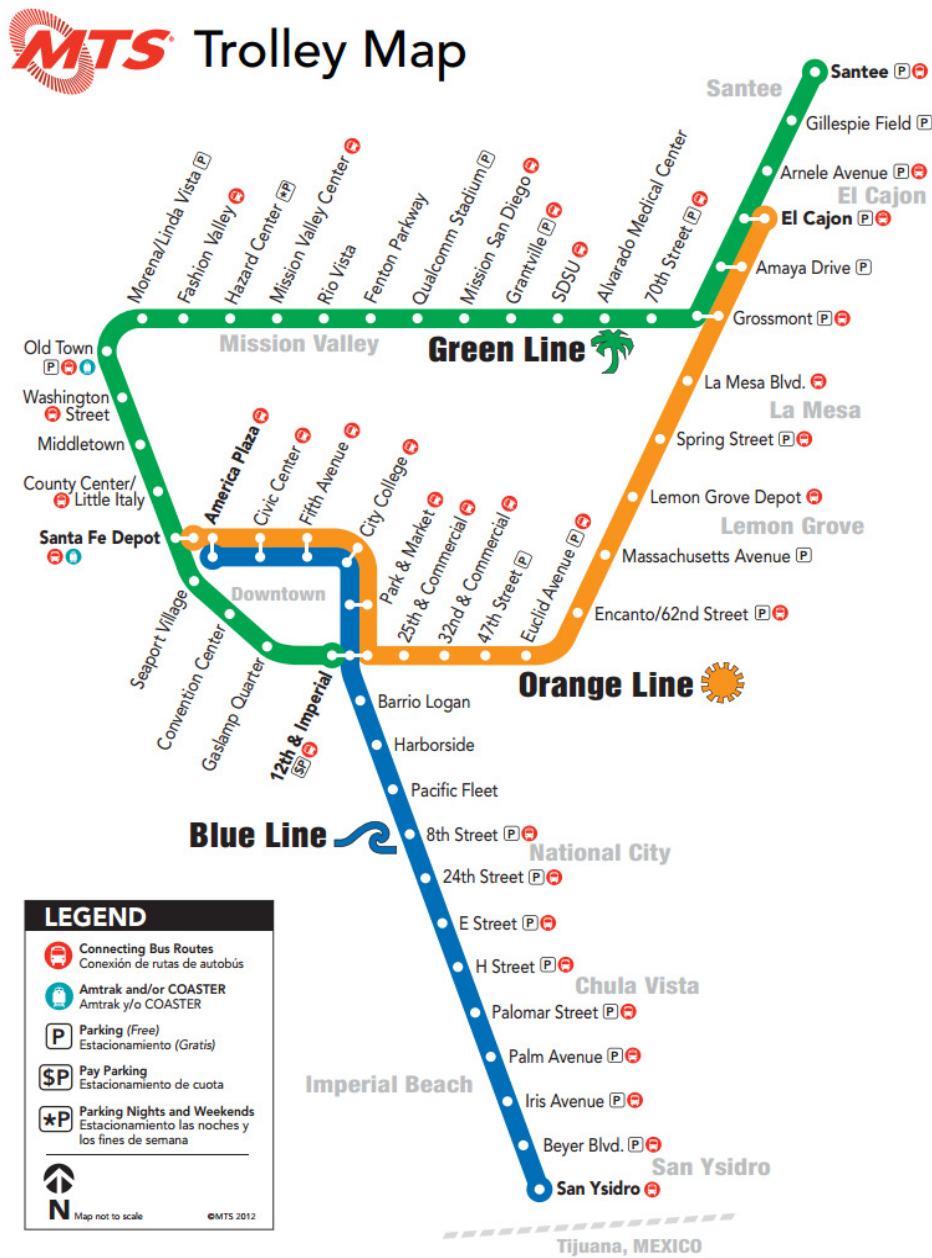 MTS Trolley Map
Santee
Santee P
Gillespie Field P
Arnele Avenue P
El Cajon
El Cajon P
Amaya Drive P
Grossmont P
La Mesa Blvd.
La Mesa
Spring Street P
Lemon Grove Depot
Lemon Grove
Massachusetts Avenue P
Encanto/62nd Street P
Morena/Linda Vista P
Fashion Valley
Hazard Center *P
Mission Valley Center
Rio Vista
Fenton Parkway
Qualcomm Stadium P
Mission San Diego
Grantville P
SDSU
Alvarado Medical Center
70th Street P
Mission Valley
Green Line
Old Town
P
Washington
Street
Middletown
County Center/
Little Italy
Santa Fe Depot
America Plaza
Civic Center
Fifth Avenue
City College
Park & Market
25th & Commercial
32nd & Commercial
47th Street P
Euclid Avenue P
Downtown
Seaport Village
Convention Center
Gaslamp Quarter
12th & Imperial
$P
Orange Line
Barrio Logan
Harborside
Pacific Fleet
Blue Line
8th Street P
National City
24th Street P
E Street P
H Street P
Chula Vista
Palomar Street P
Palm Avenue P
Imperial Beach
Iris Avenue P
Beyer Blvd. P
San Ysidro
San Ysidro
Tijuana, MEXICO
LEGEND
Connecting Bus Routes
Conexión de rutas de autobús
Amtrak and/or COASTER
Amtrak y/o COASTER
P Parking (Free)
Estacionamiento (Gratis)
$P Pay Parking
Estacionamiento de cuota
*P Parking Nights and Weekends
Estacionamiento las noches y
los fines de semana
N Map not to scale ©MTS 2012